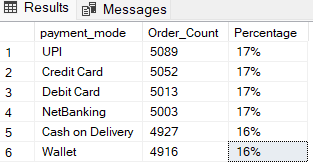 Results Messages
payment_mode Order_Count Percentage
1 UPI 5089 17%
2 Credit Card 5052 17%
3 Debit Card 5013 17%
4 NetBanking 5003 17%
5 Cash on Delivery 4927 16%
6 Wallet 4916 16%